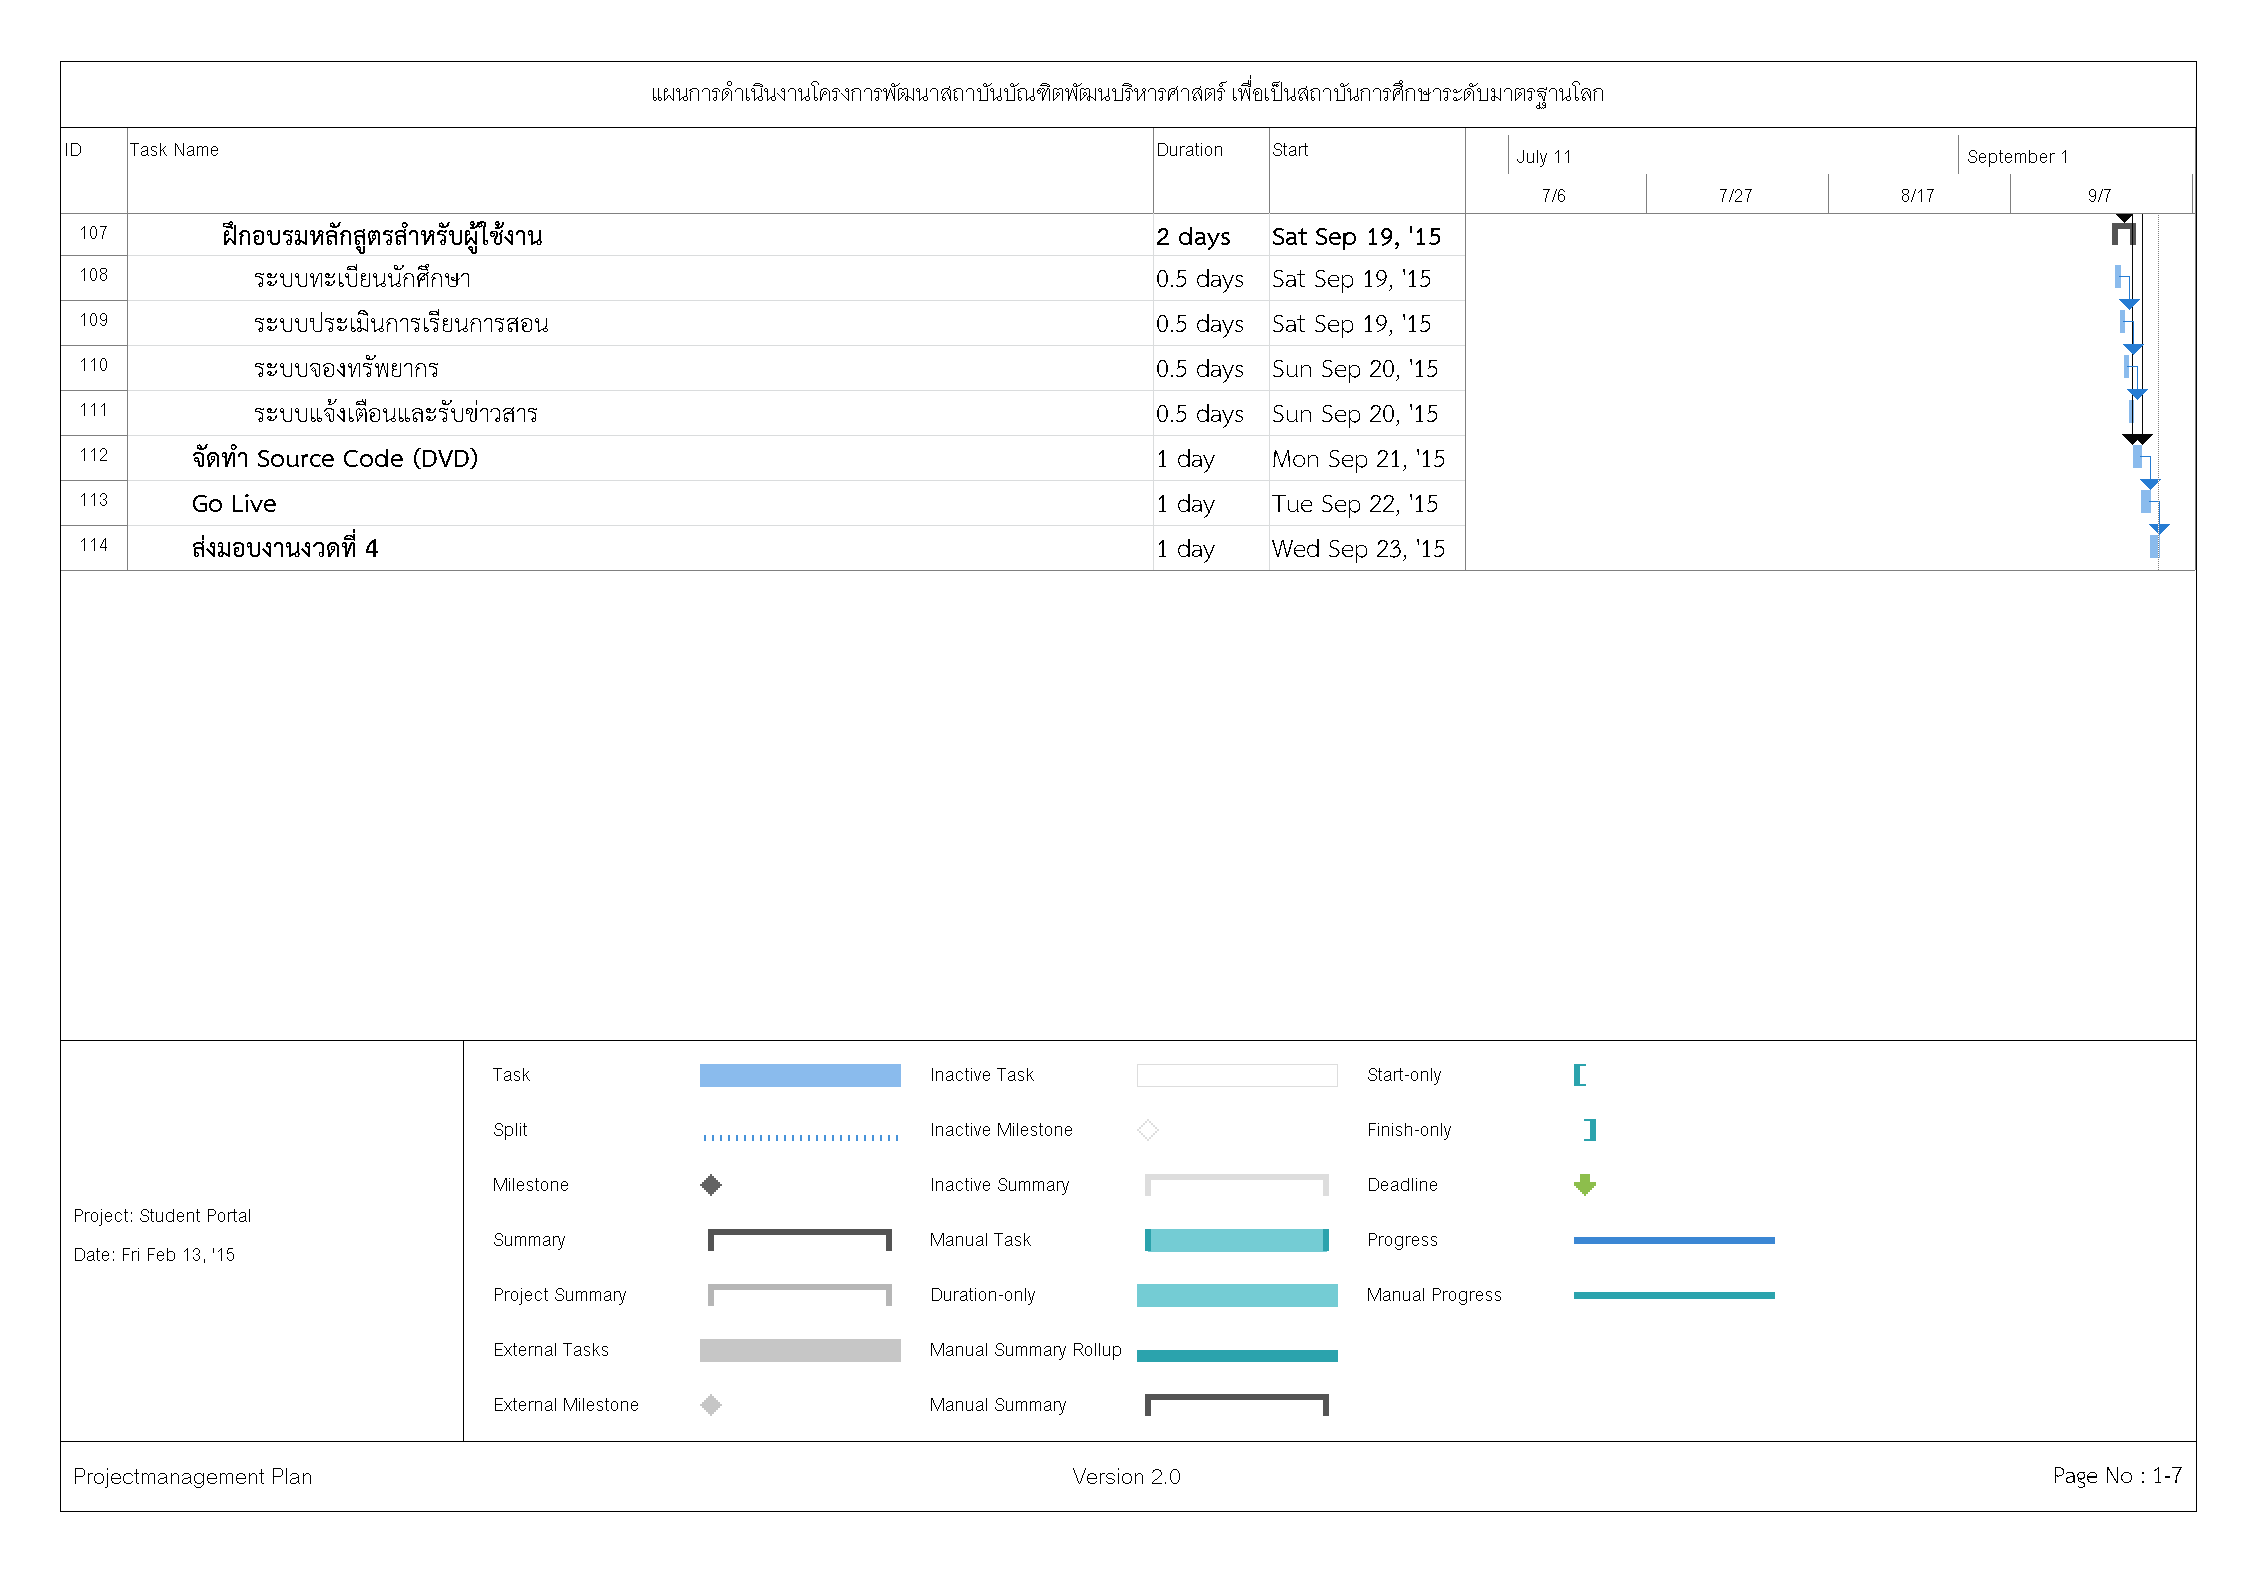 แผนการดำเนินงานโครงการพัฒนาสถาบันบัณฑิตพัฒนบริหารศาสตร์ เพื่อเป็นสถาบันการศึกษาระดับมาตรฐานโลก
ID Task Name Duration Start July 11 September 1
7/6 7/27 8/17 9/7
107 ฝึกอบรมหลักสูตรสำหรับผู้ใช้งาน 2 days Sat Sep 19, '15
108 ระบบทะเบียนนักศึกษา 0.5 days Sat Sep 19, '15
109 ระบบประเมินการเรียนการสอน 0.5 days Sat Sep 19, '15
110 ระบบจองทรัพยากร 0.5 days Sun Sep 20, '15
111 ระบบแจ้งเตือนและรับข่าวสาร 0.5 days Sun Sep 20, '15
112 จัดทำ Source Code (DVD) 1 day Mon Sep 21, '15
113 Go Live 1 day Tue Sep 22, '15
114 ส่งมอบงานงวดที่ 4 1 day Wed Sep 23, '15
Project: Student Portal
Date: Fri Feb 13, '15
Task
Split
Milestone
Summary
Project Summary
External Tasks
External Milestone
Inactive Task
Inactive Milestone
Inactive Summary
Manual Task
Duration-only
Manual Summary Rollup
Manual Summary
Start-only
Finish-only
Deadline
Progress
Manual Progress
Projectmanagement Plan Version 2.0 Page No : 1-7